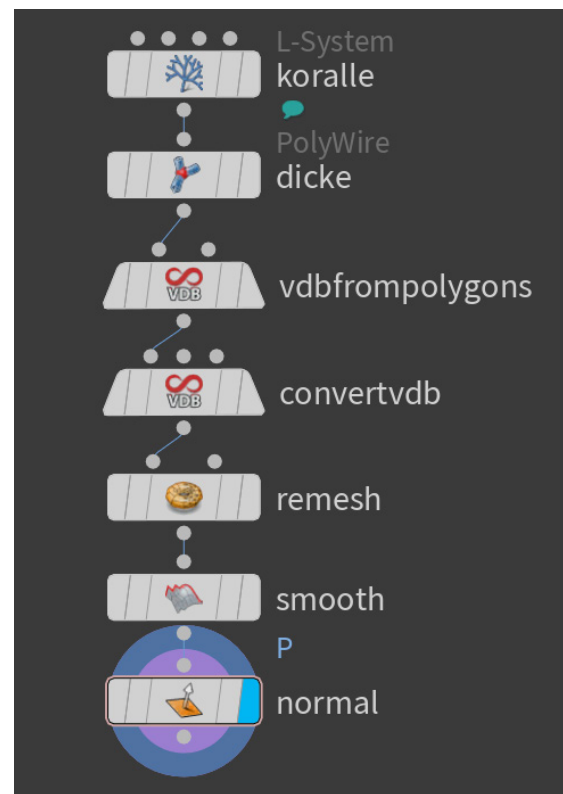 L-System
koralle
PolyWire
dicke
VDB
vdbfrompolygons
VDB
convertvdb
remesh
smooth
P
normal